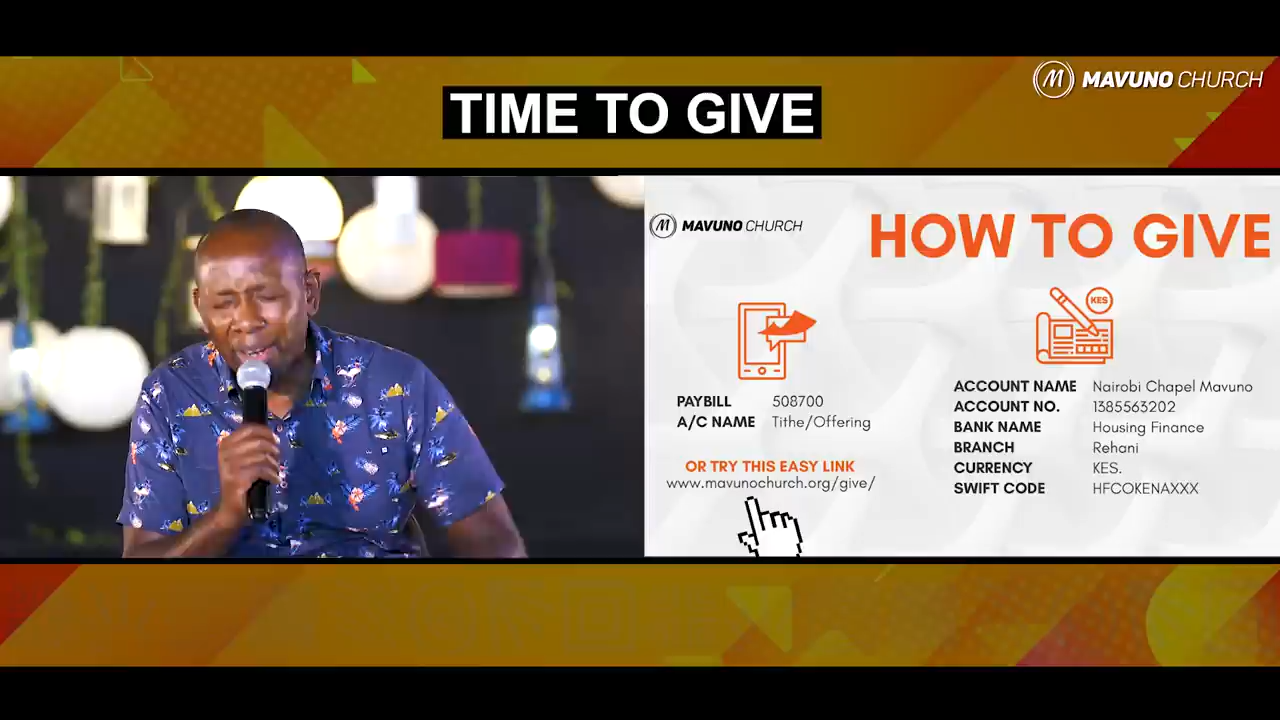 MAVUNO CHURCH
TIME TO GIVE
MAVUNO CHURCH
HOW TO GIVE
KES
PAYBILL 508700
A/C NAME Tithe/Offering
OR TRY THIS EASY LINK
www.mavunochurch.org/give/
ACCOUNT NAME Nairobi Chapel Mavuno
ACCOUNT NO. 1385563202
BANK NAME Housing Finance
BRANCH Rehani
CURRENCY KES.
SWIFT CODE HFCOKENAXXX